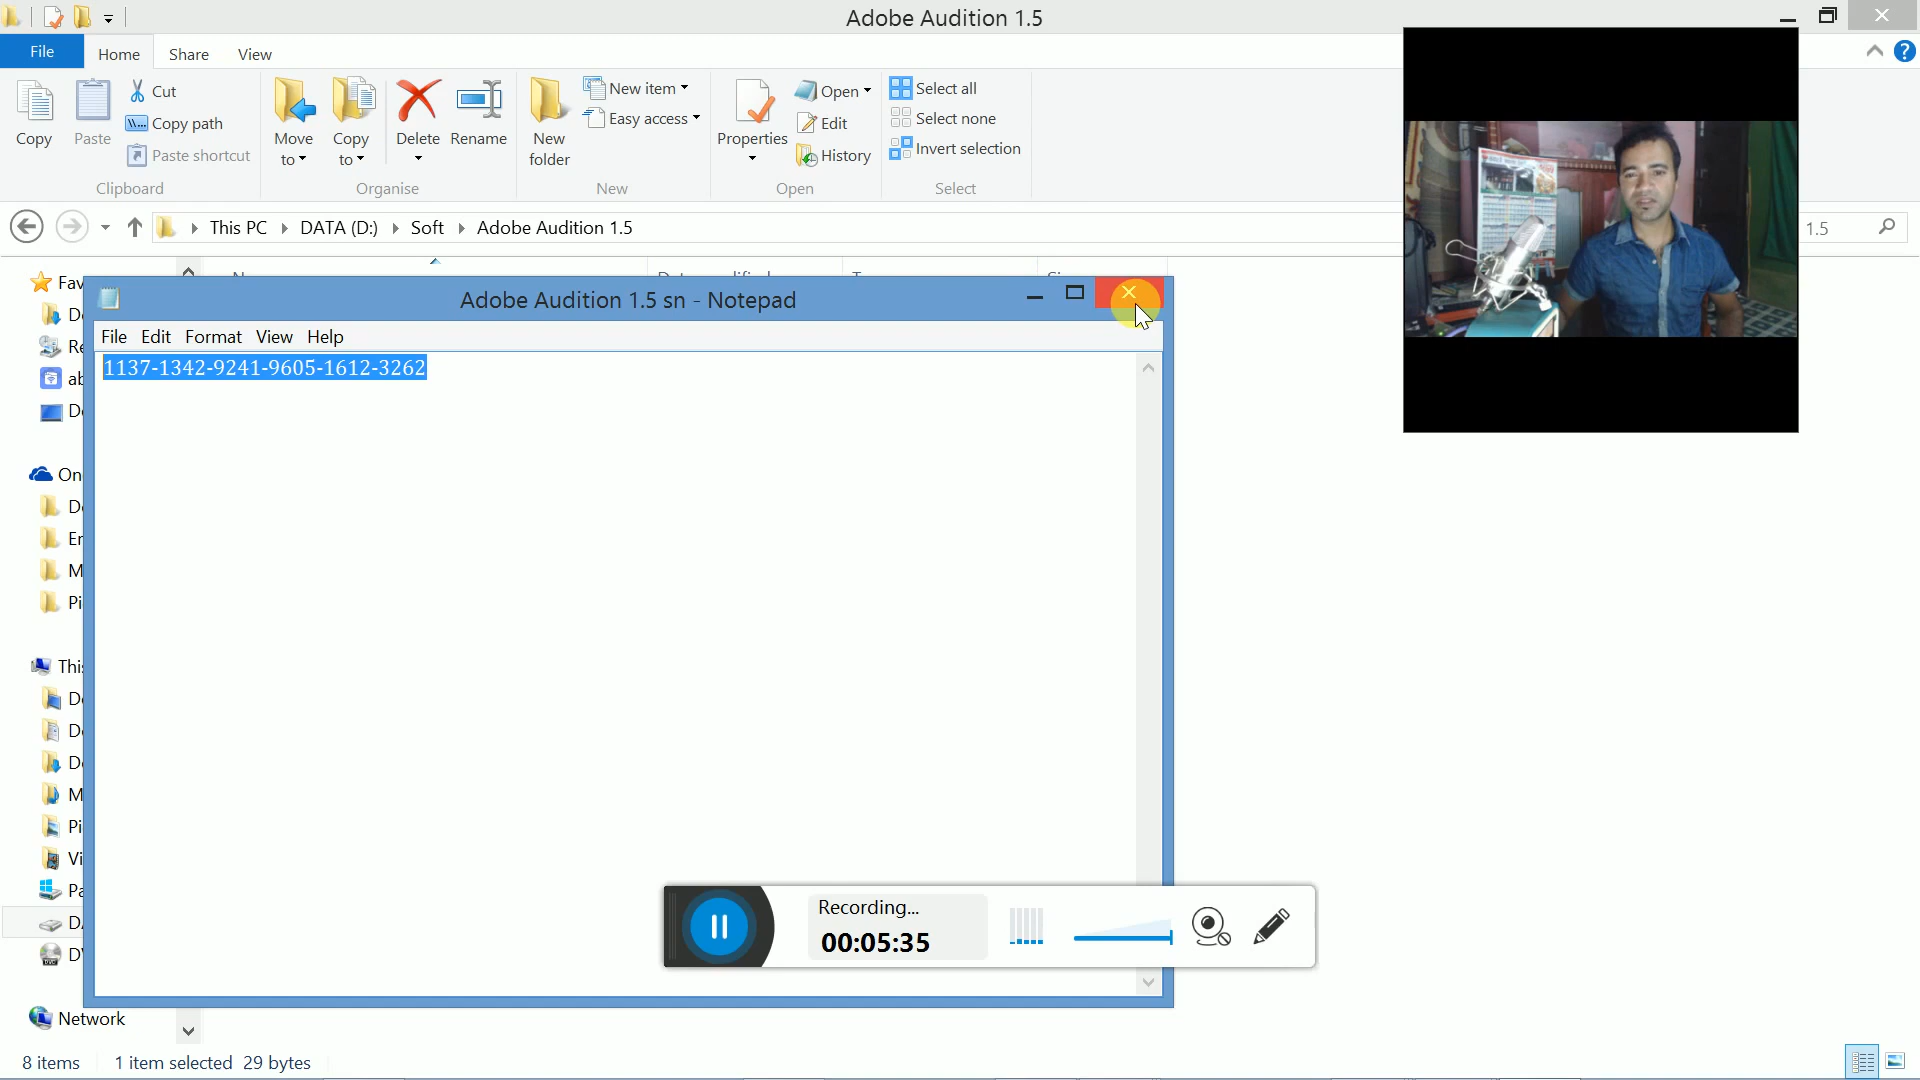 Adobe Audition 1.5
File Home Share View
Copy
Paste
Cut
Copy path
Paste shortcut
Clipboard
Move to
Copy to
Delete
Rename
Organise
New folder
New item
Easy access
New
Properties
Open
Edit
History
Open
Select all
Select none
Invert selection
Select
This PC DATA (D:) Soft Adobe Audition 1.5
1.5
Adobe Audition 1.5 sn - Notepad
File Edit Format View Help
1137-1342-9241-9605-1612-3262
Recording...
00:05:35
Network
8 items 1 item selected 29 bytes